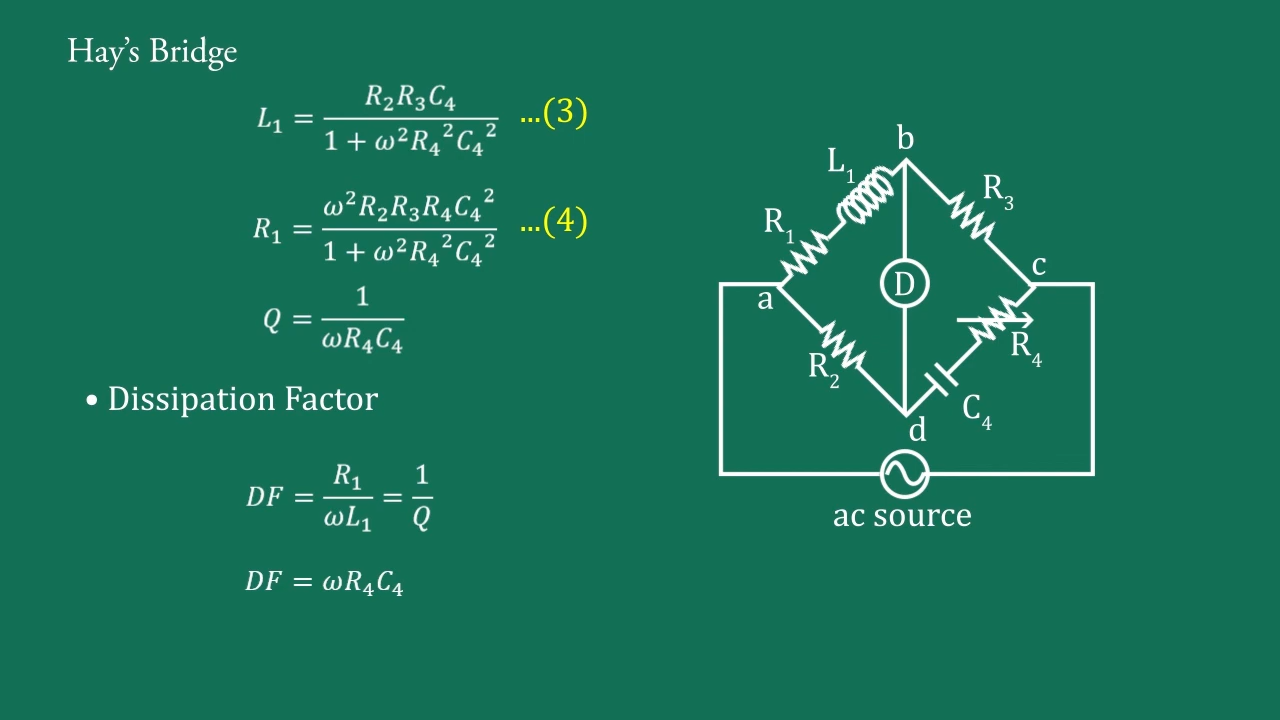 Hay's Bridge
L₁ = R₂R₃C₄ / 1 + ω²R₄²C₄² ...(3)
R₁ = ω²R₂R₃R₄C₄² / 1 + ω²R₄²C₄² ...(4)
Q = 1 / ωR₄C₄
• Dissipation Factor
DF = R₁ / ωL₁ = 1 / Q
DF = ωR₄C₄
b
L₁
R₃
R₁
c
a
D
R₄
R₂
C₄
d
ac source